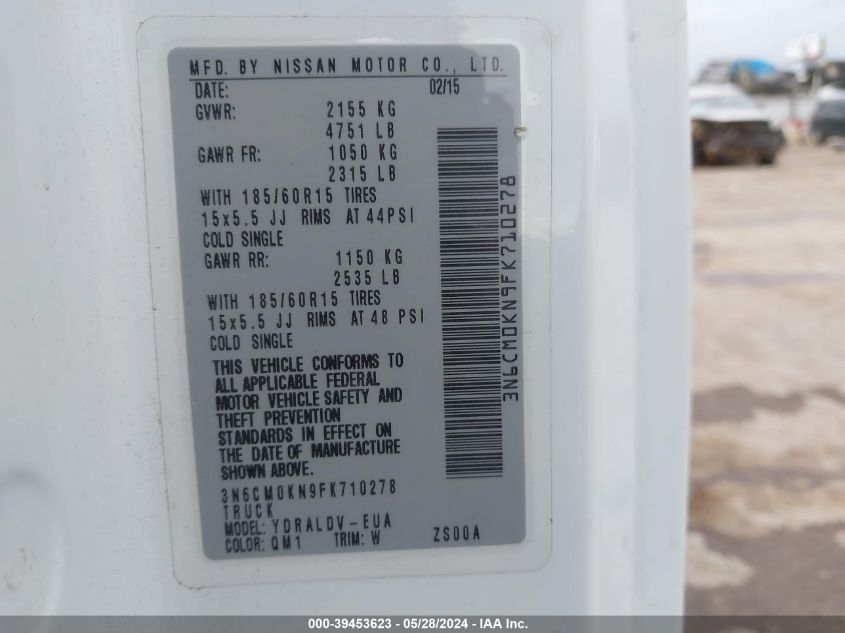 MFD. BY NISSAN MOTOR CO., LTD.
DATE: 02/15
GVWR: 2155 KG
4751 LB
GAWR FR: 1050 KG
2315 LB
WITH 185/60R15 TIRES
15x5.5 JJ RIMS AT 44PSI
COLD SINGLE
GAWR RR: 1150 KG
2535 LB
WITH 185/60R15 TIRES
15x5.5 JJ RIMS AT 48 PSI
COLD SINGLE
THIS VEHICLE CONFORMS TO
ALL APPLICABLE FEDERAL
MOTOR VEHICLE SAFETY AND
THEFT PREVENTION
STANDARDS IN EFFECT ON
THE DATE OF MANUFACTURE
SHOWN ABOVE.
3N6CM0KN9FK710278
TRUCK
MODEL: YDRALDV-EUA
COLOR: QM1 TRIM: W ZS00A
3N6CM0KN9FK710278
000-39453623 - 05/28/2024 - IAA Inc.